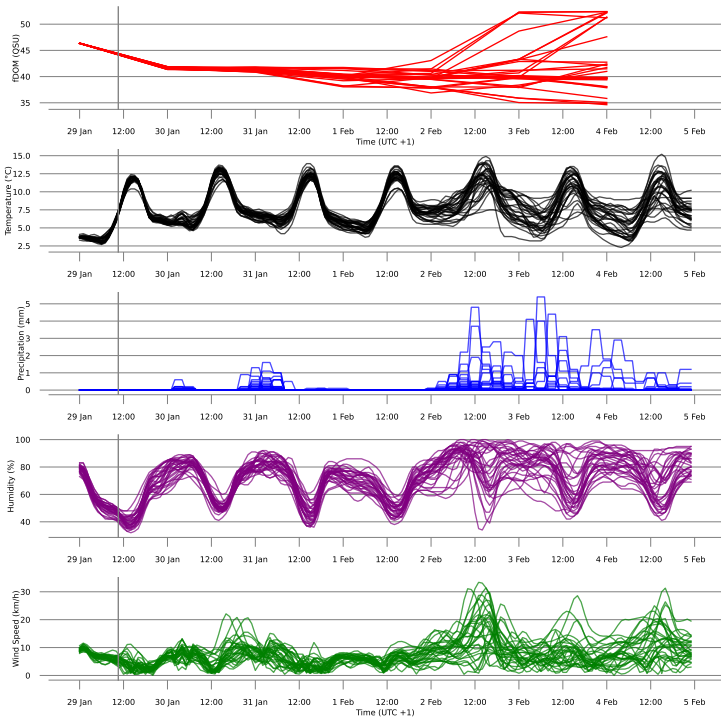 fDOM (QSU)
50
45
40
35
29 Jan 12:00 30 Jan 12:00 31 Jan 12:00 1 Feb 12:00 2 Feb 12:00 3 Feb 12:00 4 Feb 12:00 5 Feb
Time (UTC +1)
Temperature (°C)
15.0
12.5
10.0
7.5
5.0
2.5
29 Jan 12:00 30 Jan 12:00 31 Jan 12:00 1 Feb 12:00 2 Feb 12:00 3 Feb 12:00 4 Feb 12:00 5 Feb
Precipitation (mm)
5
4
3
2
1
0
29 Jan 12:00 30 Jan 12:00 31 Jan 12:00 1 Feb 12:00 2 Feb 12:00 3 Feb 12:00 4 Feb 12:00 5 Feb
Humidity (%)
100
80
60
40
29 Jan 12:00 30 Jan 12:00 31 Jan 12:00 1 Feb 12:00 2 Feb 12:00 3 Feb 12:00 4 Feb 12:00 5 Feb
Wind Speed (km/h)
30
20
10
0
29 Jan 12:00 30 Jan 12:00 31 Jan 12:00 1 Feb 12:00 2 Feb 12:00 3 Feb 12:00 4 Feb 12:00 5 Feb
Time (UTC +1)